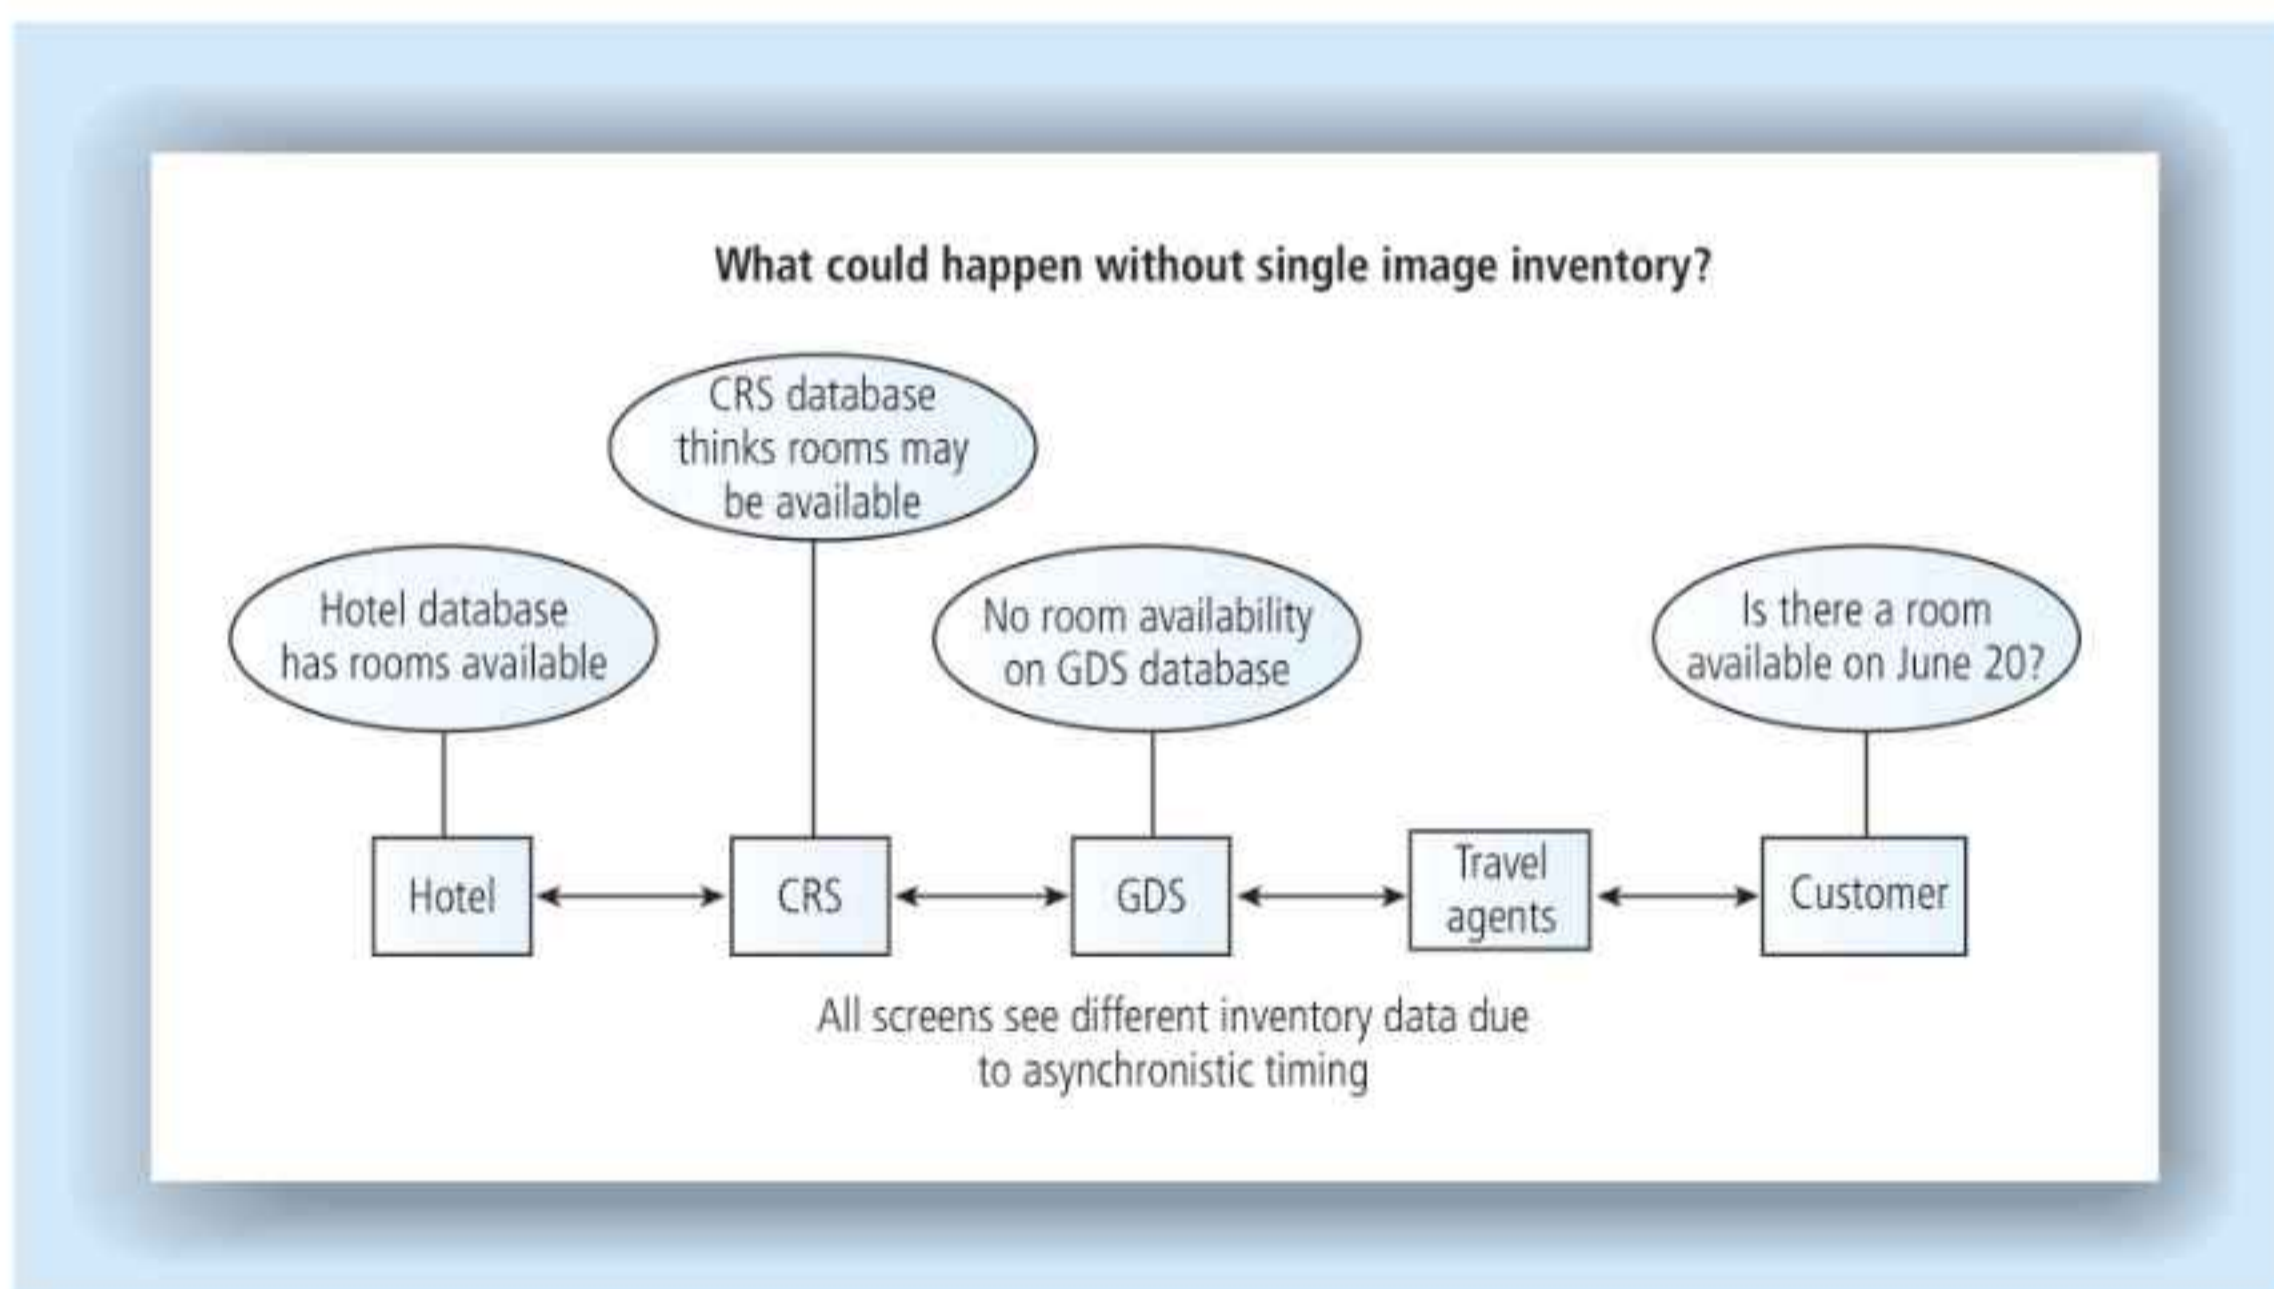 What could happen without single image inventory?
CRS database
thinks rooms may
be available
Hotel database
has rooms available
No room availability
on GDS database
Is there a room
available on June 20?
Hotel
CRS
GDS
Travel
agents
Customer
All screens see different inventory data due
to asynchronistic timing